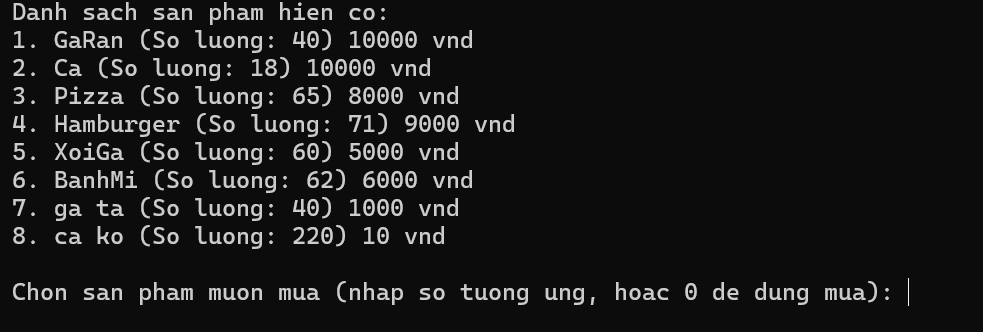 Danh sach san pham hien co:
1. GaRan (So luong: 40) 10000 vnd
2. Ca (So luong: 18) 10000 vnd
3. Pizza (So luong: 65) 8000 vnd
4. Hamburger (So luong: 71) 9000 vnd
5. XoiGa (So luong: 60) 5000 vnd
6. BanhMi (So luong: 62) 6000 vnd
7. ga ta (So luong: 40) 1000 vnd
8. ca ko (So luong: 220) 10 vnd
Chon san pham muon mua (nhap so tuong ung, hoac 0 de dung mua):